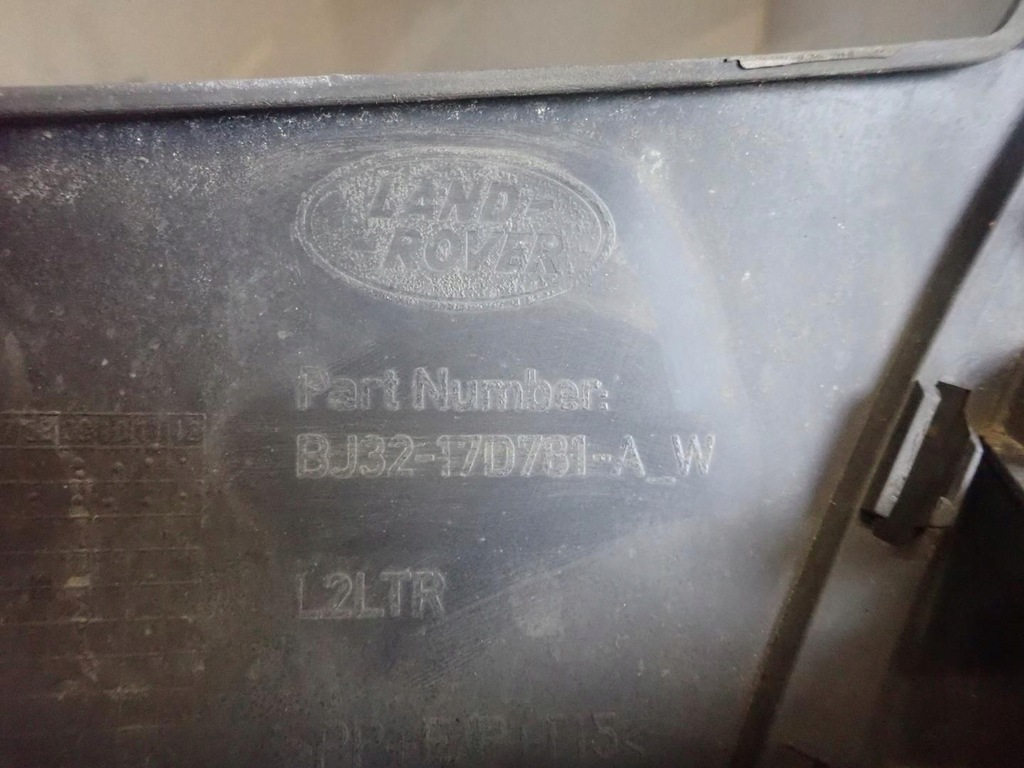 LAND-
-ROVER
Part Number:
BJ32-17D781-A_W
L2LTR